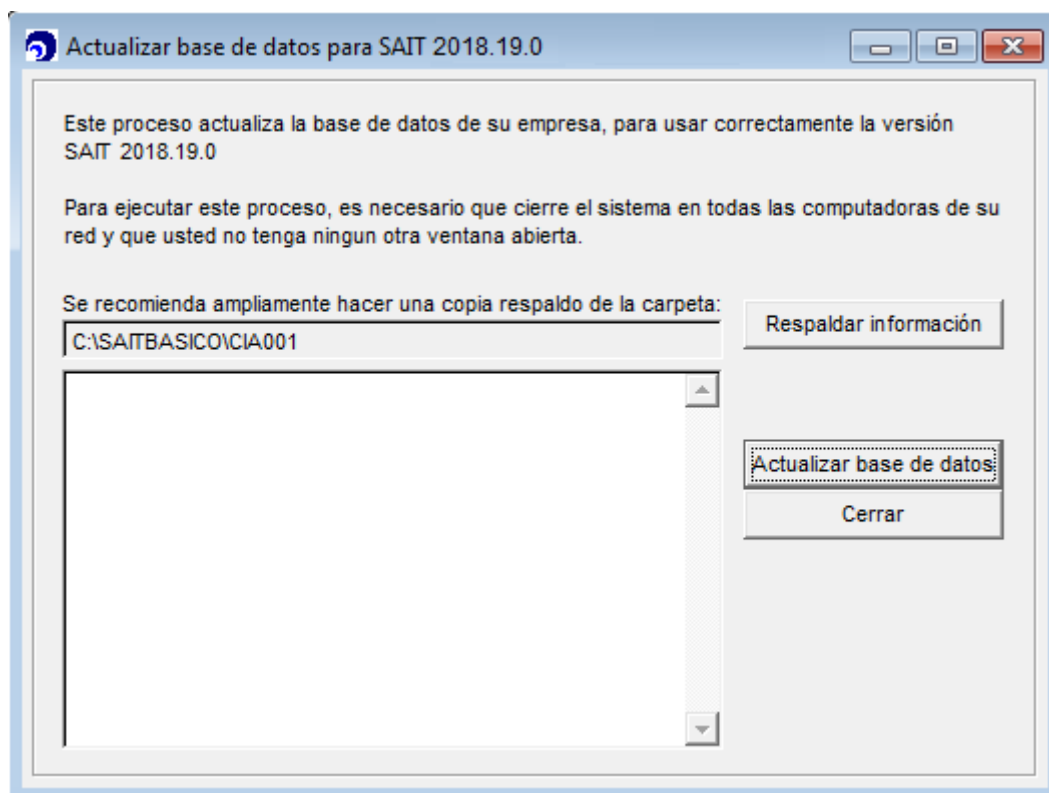 Actualizar base de datos para SAIT 2018.19.0
Este proceso actualiza la base de datos de su empresa, para usar correctamente la versión
SAIT 2018.19.0
Para ejecutar este proceso, es necesario que cierre el sistema en todas las computadoras de su
red y que usted no tenga ningun otra ventana abierta.
Se recomienda ampliamente hacer una copia respaldo de la carpeta:
Respaldar información
C:\SAITBASICO\CIA001
Actualizar base de datos
Cerrar